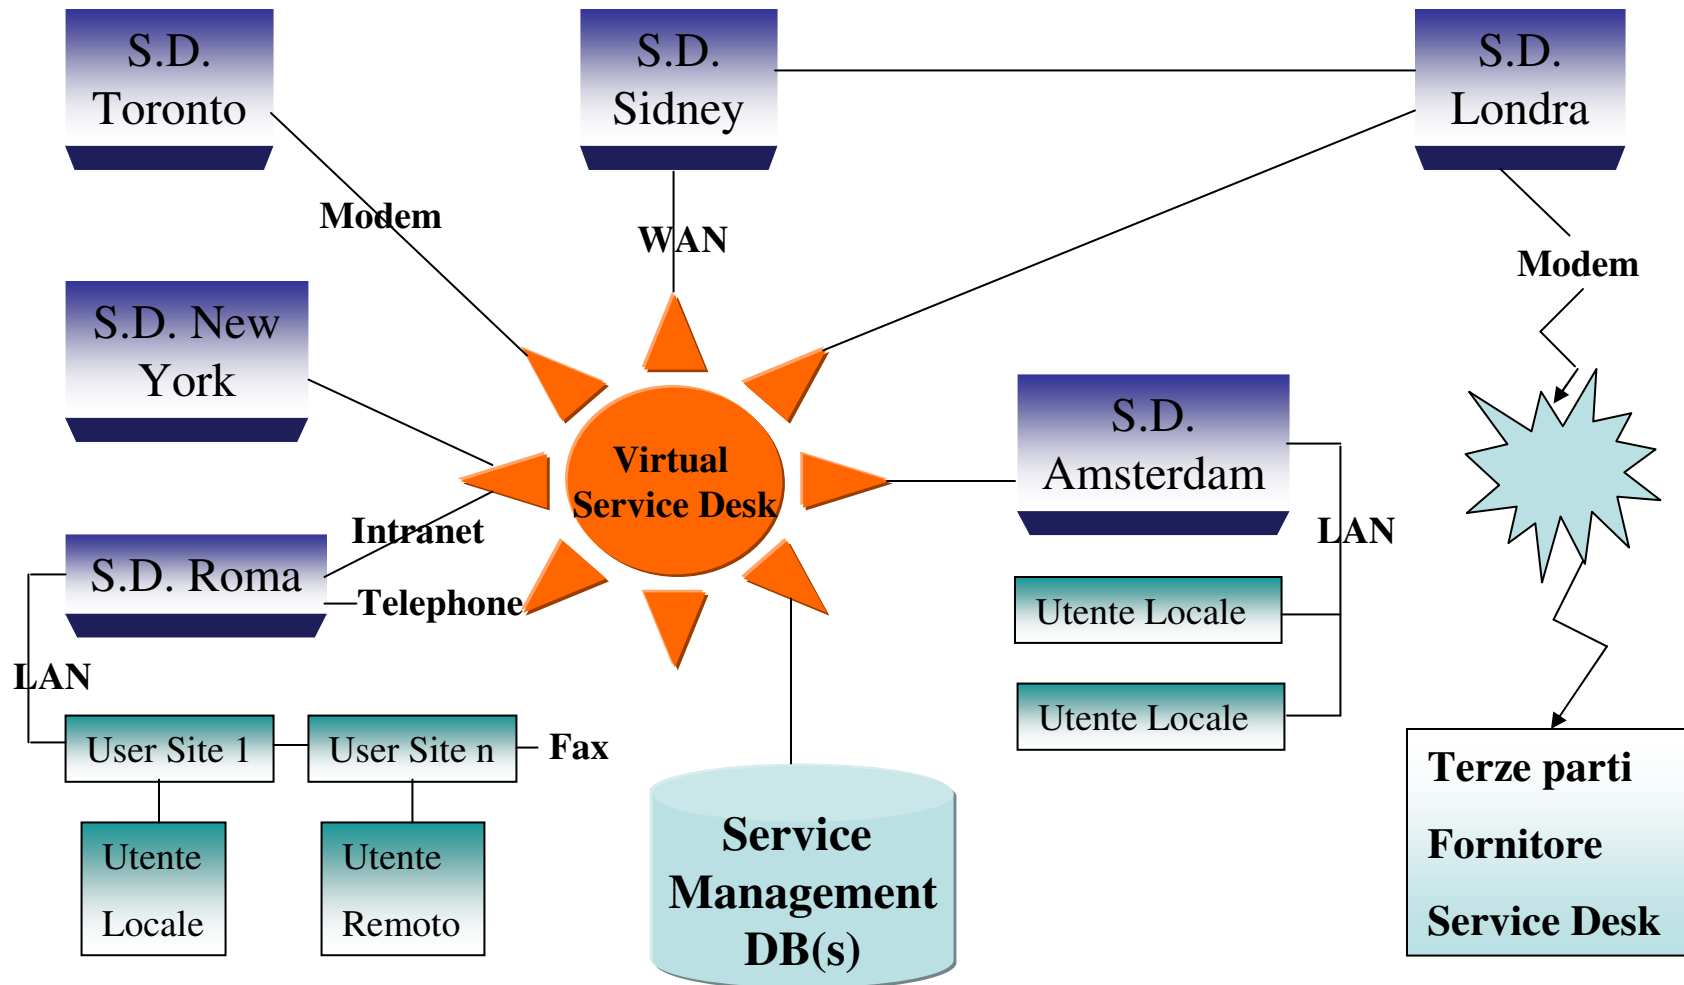 S.D.
Toronto
S.D.
Sidney
S.D.
Londra
Modem
WAN
Modem
S.D. New
York
S.D.
Amsterdam
Virtual
Service Desk
Intranet
LAN
S.D. Roma
Telephone
Utente Locale
LAN
Utente Locale
User Site 1
User Site n
Fax
Terze parti
Fornitore
Service Desk
Utente
Locale
Utente
Remoto
Service
Management
DB(s)